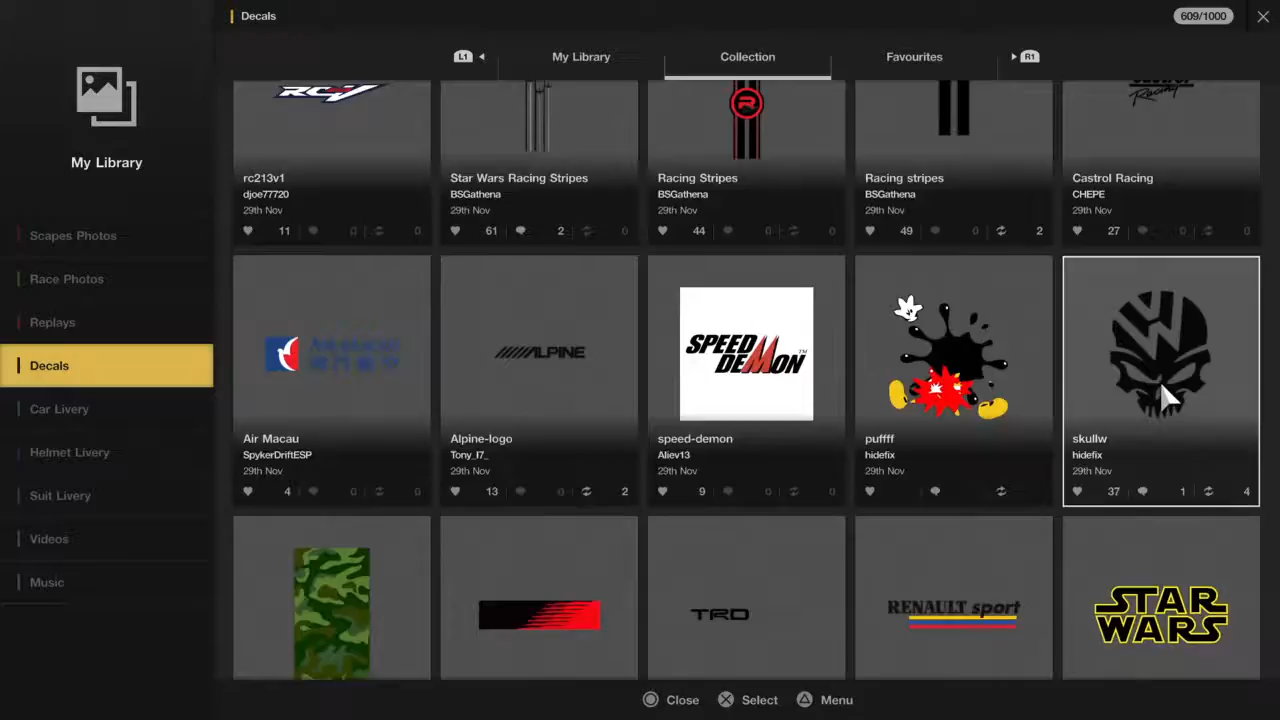 Decals
609/1000
L1
My Library
Collection
Favourites
R1
My Library
Scapes Photos
Race Photos
Replays
Decals
Car Livery
Helmet Livery
Suit Livery
Videos
Music
rc213v1
djoe77720
29th Nov
11 0 0
Star Wars Racing Stripes
BSGathena
29th Nov
61 2 0
R
Racing Stripes
BSGathena
29th Nov
44 0 0
Racing stripes
BSGathena
29th Nov
49 0 2
Castrol
Racing
Castrol Racing
CHEPE
29th Nov
27 0 0
Air Macau
SpykerDriftESP
29th Nov
4 0 0
ALPINE
Alpine-logo
Tony_I7_
29th Nov
13 0 2
SPEED
DEMON™
speed-demon
Aliev13
29th Nov
9 0 0
puffff
hidefix
29th Nov
skullw
hidefix
29th Nov
37 1 4
TRD
RENAULT sport
STAR
WARS
Close
Select
Menu